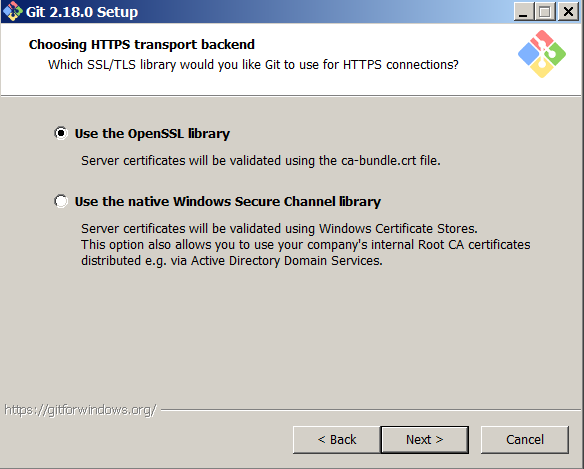 Git 2.18.0 Setup
Choosing HTTPS transport backend
Which SSL/TLS library would you like Git to use for HTTPS connections?
Use the OpenSSL library
Server certificates will be validated using the ca-bundle.crt file.
Use the native Windows Secure Channel library
Server certificates will be validated using Windows Certificate Stores.
This option also allows you to use your company's internal Root CA certificates
distributed e.g. via Active Directory Domain Services.
https://gitforwindows.org/
< Back
Next >
Cancel